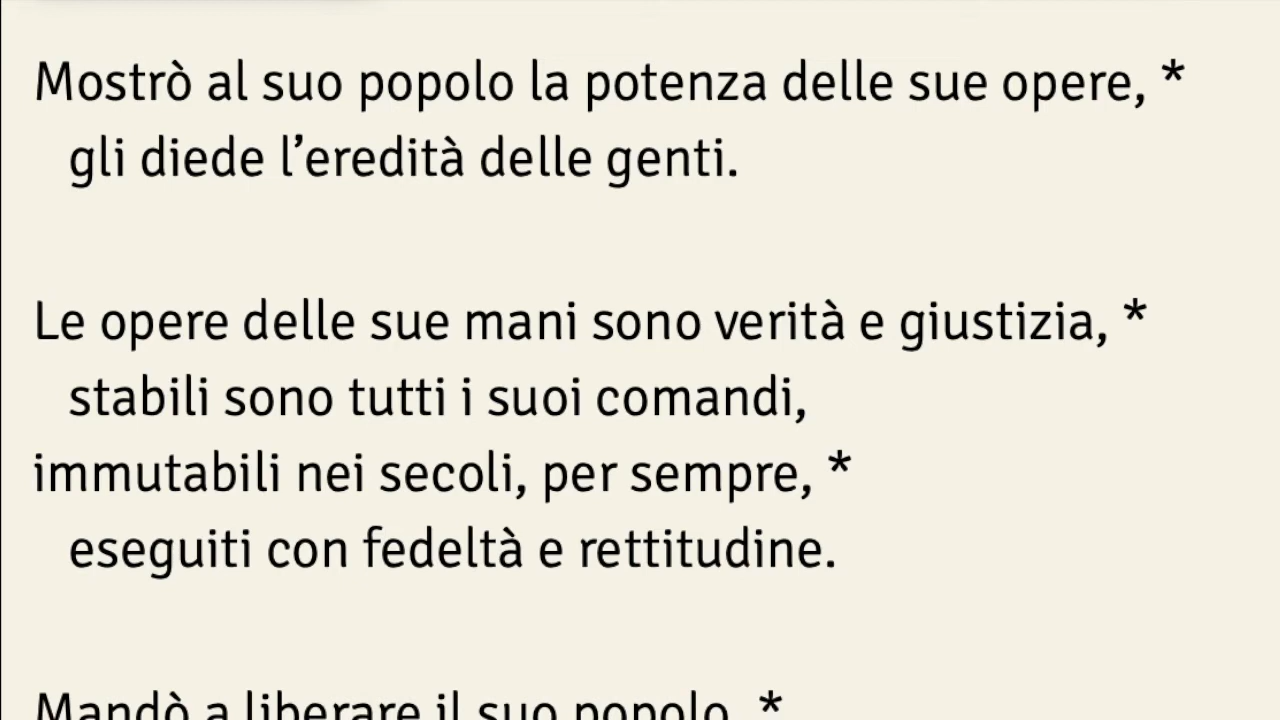 Mostrò al suo popolo la potenza delle sue opere, *
gli diede l’eredità delle genti.
Le opere delle sue mani sono verità e giustizia, *
stabili sono tutti i suoi comandi,
immutabili nei secoli, per sempre, *
eseguiti con fedeltà e rettitudine.
Mandò a liberare il suo popolo, *